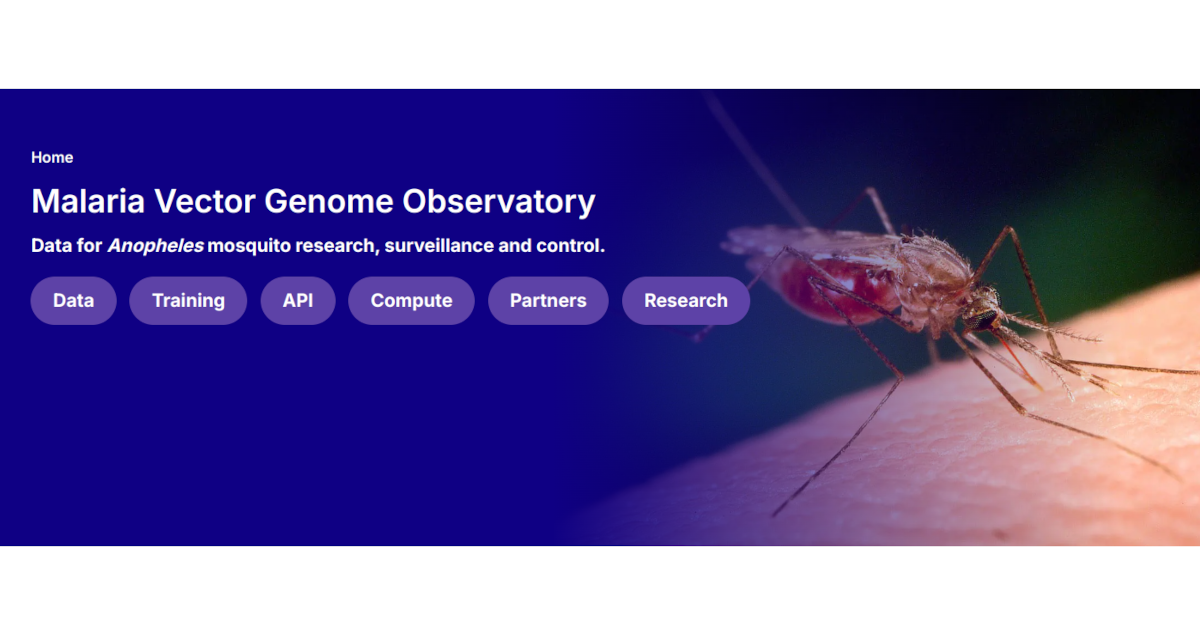 Home
Malaria Vector Genome Observatory
Data for Anopheles mosquito research, surveillance and control.
Data Training API Compute Partners Research